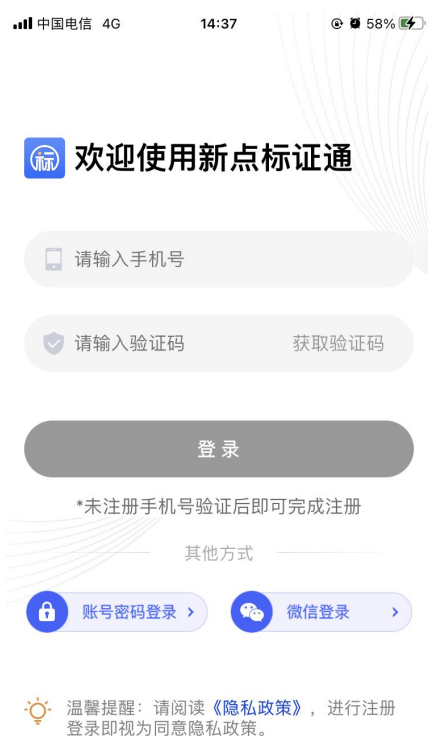 中国电信 4G 14:37 58%
标 欢迎使用新点标证通
请输入手机号
请输入验证码 获取验证码
登录
*未注册手机号验证后即可完成注册
其他方式
账号密码登录 微信登录
温馨提醒：请阅读《隐私政策》，进行注册
登录即视为同意隐私政策。